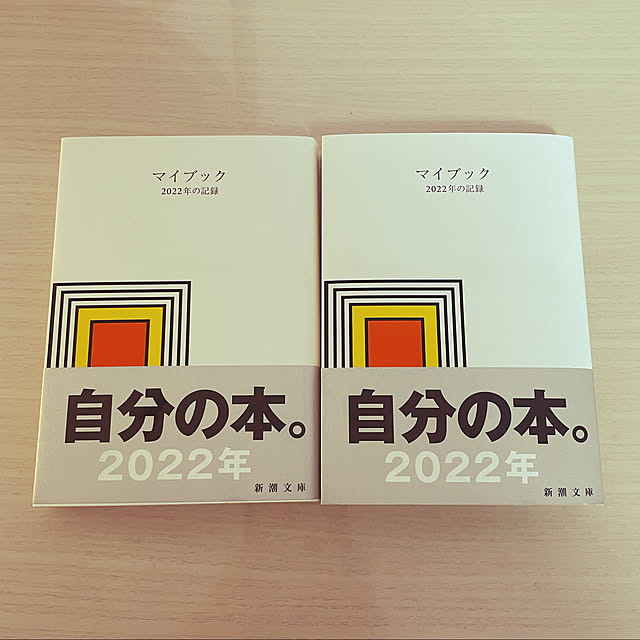 マイブック
2022年の記録
自分の本。
2022年
新潮文庫
マイブック
2022年の記録
自分の本。
2022年
新潮文庫